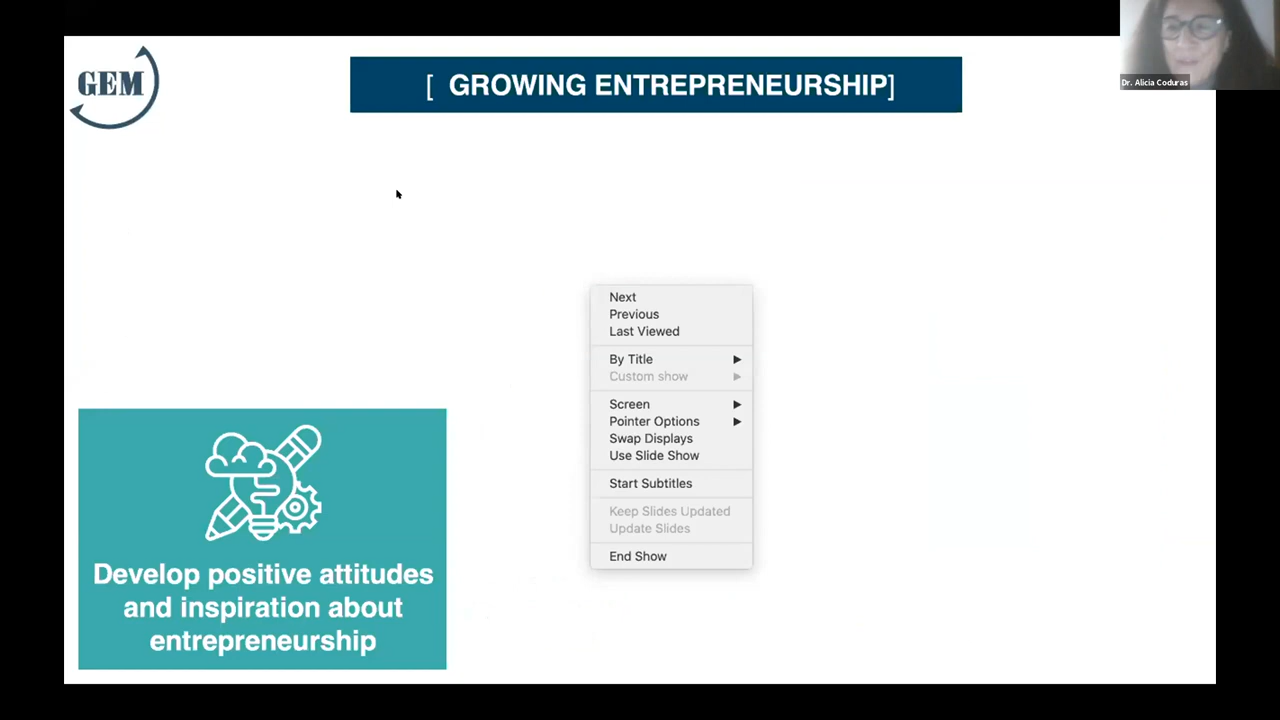 GEM
[ GROWING ENTREPRENEURSHIP]
Dr. Alicia Coduras
Next
Previous
Last Viewed
By Title
Custom show
Screen
Pointer Options
Swap Displays
Use Slide Show
Start Subtitles
Keep Slides Updated
Update Slides
End Show
Develop positive attitudes
and inspiration about
entrepreneurship